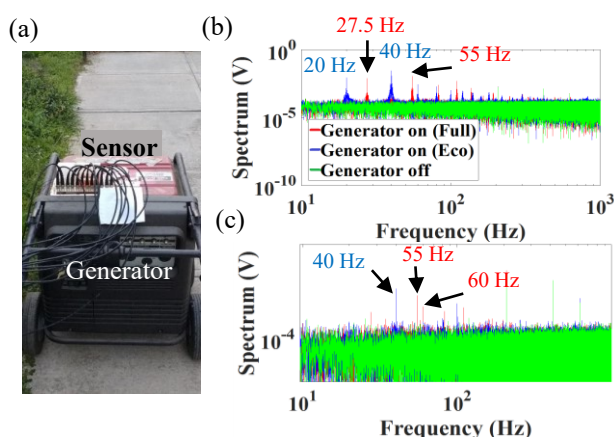 (a)
Sensor
Generator
(b)
27.5 Hz
40 Hz
20 Hz
55 Hz
10^0
10^-5
10^-10
Spectrum (V)
Generator on (Full)
Generator on (Eco)
Generator off
10^1
10^2
10^3
Frequency (Hz)
(c)
55 Hz
40 Hz
60 Hz
10^-4
Spectrum (V)
10^1
10^2
Frequency (Hz)